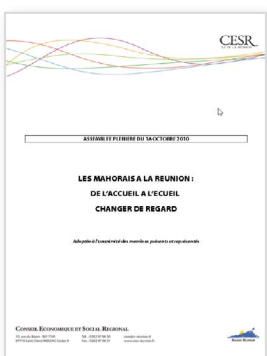 CESR
ASSEMBLEE PLENIERE DU 18 OCTOBRE 2010
LES MAHORAIS A LA REUNION :
DE L'ACCUEIL A L'ECUEIL
CHANGER DE REGARD
Adopté à l'unanimité des membres présents et représentés
CONSEIL ECONOMIQUE ET SOCIAL REGIONAL